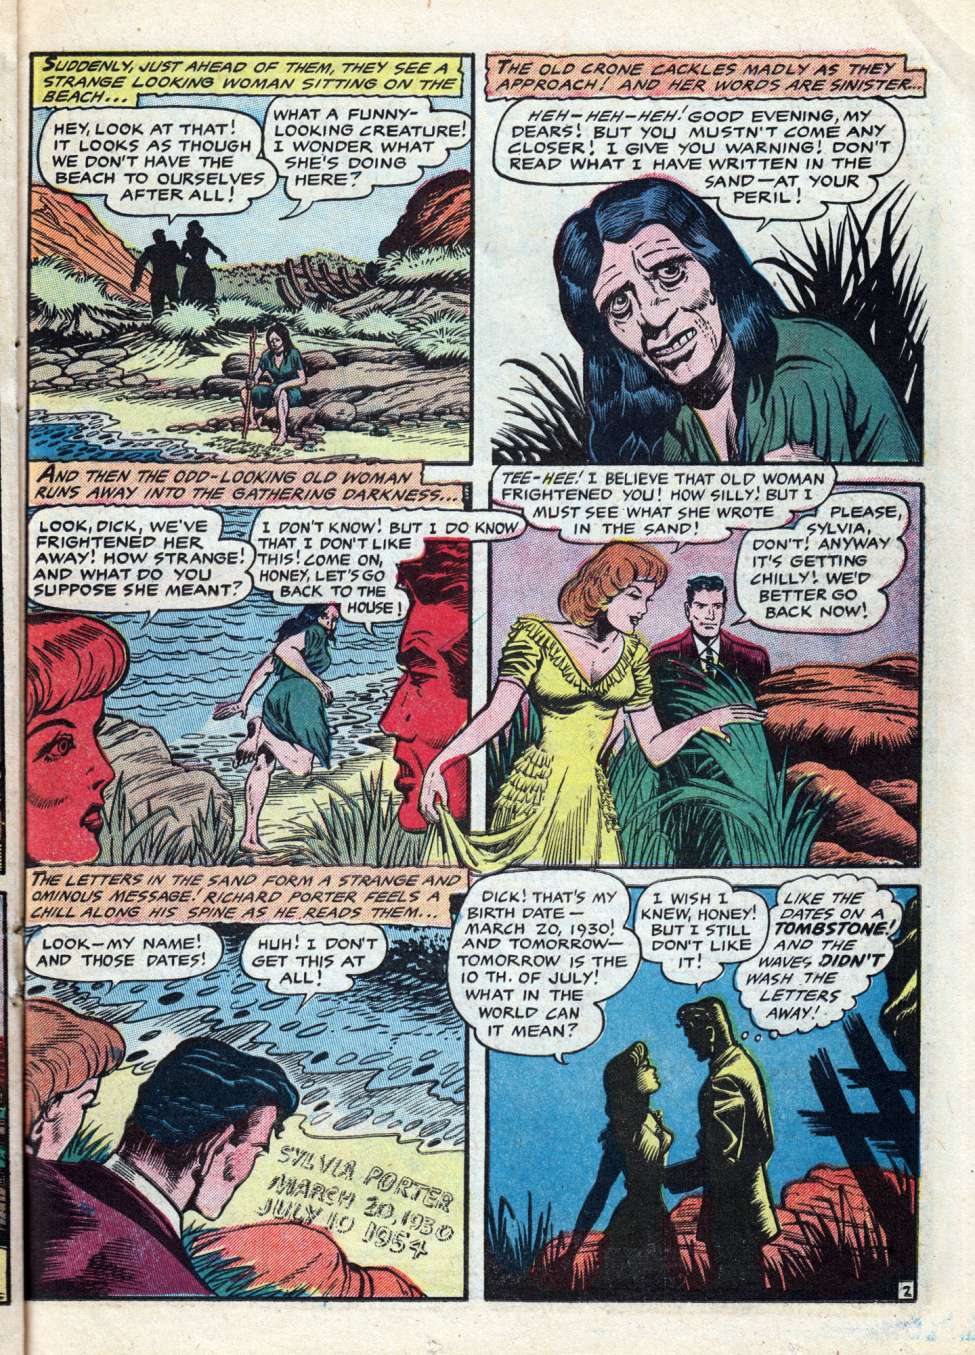 SUDDENLY, JUST AHEAD OF THEM, THEY SEE A
STRANGE LOOKING WOMAN SITTING ON THE
BEACH...
HEY, LOOK AT THAT!
IT LOOKS AS THOUGH
WE DON'T HAVE THE
BEACH TO OURSELVES
AFTER ALL!
WHAT A FUNNY-
LOOKING CREATURE!
I WONDER WHAT
SHE'S DOING
HERE?
THE OLD CRONE CACKLES MADLY AS THEY
APPROACH! AND HER WORDS ARE SINISTER...
HEH-HEH-HEH! GOOD EVENING, MY
DEARS! BUT YOU MUSTN'T COME ANY
CLOSER! I GIVE YOU WARNING! DON'T
READ WHAT I HAVE WRITTEN IN THE
SAND—AT YOUR
PERIL!
AND THEN THE ODD-LOOKING OLD WOMAN
RUNS AWAY INTO THE GATHERING DARKNESS...
LOOK, DICK, WE'VE
FRIGHTENED HER
AWAY! HOW STRANGE!
AND WHAT DO YOU
SUPPOSE SHE MEANT?
I DON'T KNOW! BUT I DO KNOW
THAT I DON'T LIKE
THIS! COME ON,
HONEY, LET'S GO
BACK TO THE
HOUSE!
TEE-HEE! I BELIEVE THAT OLD WOMAN
FRIGHTENED YOU! HOW SILLY! BUT I
MUST SEE WHAT SHE WROTE
IN THE SAND!
PLEASE,
SYLVIA,
DON'T! ANYWAY
IT'S GETTING
CHILLY! WE'D
BETTER GO
BACK NOW!
THE LETTERS IN THE SAND FORM A STRANGE AND
OMINOUS MESSAGE! RICHARD PORTER FEELS A
CHILL ALONG HIS SPINE AS HE READS THEM...
LOOK—MY NAME!
AND THOSE DATES!
HUH! I DON'T
GET THIS AT
ALL!
SYLVIA PORTER
MARCH 20, 1930
JULY 10 1954
DICK! THAT'S MY
BIRTH DATE—
MARCH 20, 1930!
AND TOMORROW—
TOMORROW IS THE
10 TH. OF JULY!
WHAT IN THE
WORLD CAN
IT MEAN?
I WISH I
KNEW, HONEY!
BUT I STILL
DON'T LIKE
IT!
LIKE THE
DATES ON A
TOMBSTONE!
AND THE
WAVES DIDN'T
WASH THE
LETTERS
AWAY!
2